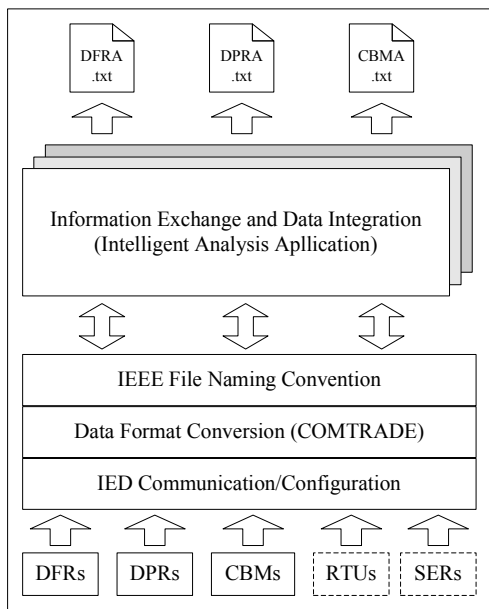 DFRA DPRA CBMA
.txt .txt .txt
Information Exchange and Data Integration
(Intelligent Analysis Apllication)
IEEE File Naming Convention
Data Format Conversion (COMTRADE)
IED Communication/Configuration
DFRs DPRs CBMs RTUs SERs